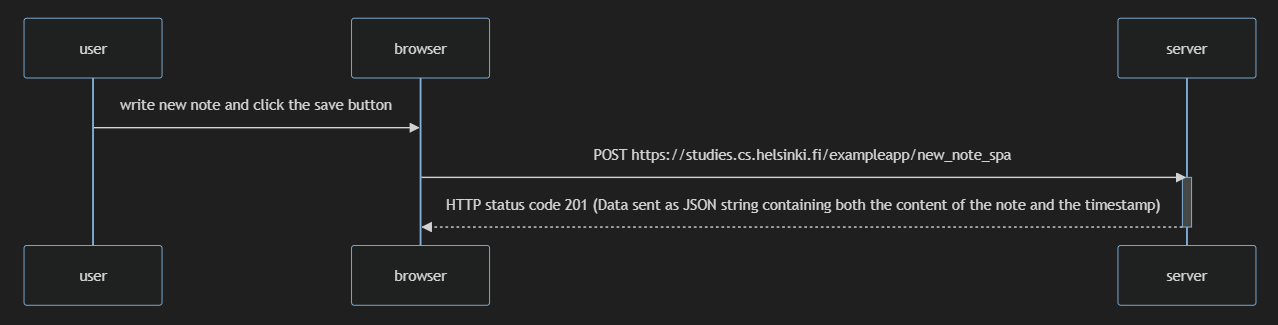 user
browser
server
write new note and click the save button
POST https://studies.cs.helsinki.fi/exampleapp/new_note_spa
HTTP status code 201 (Data sent as JSON string containing both the content of the note and the timestamp)
user
browser
server